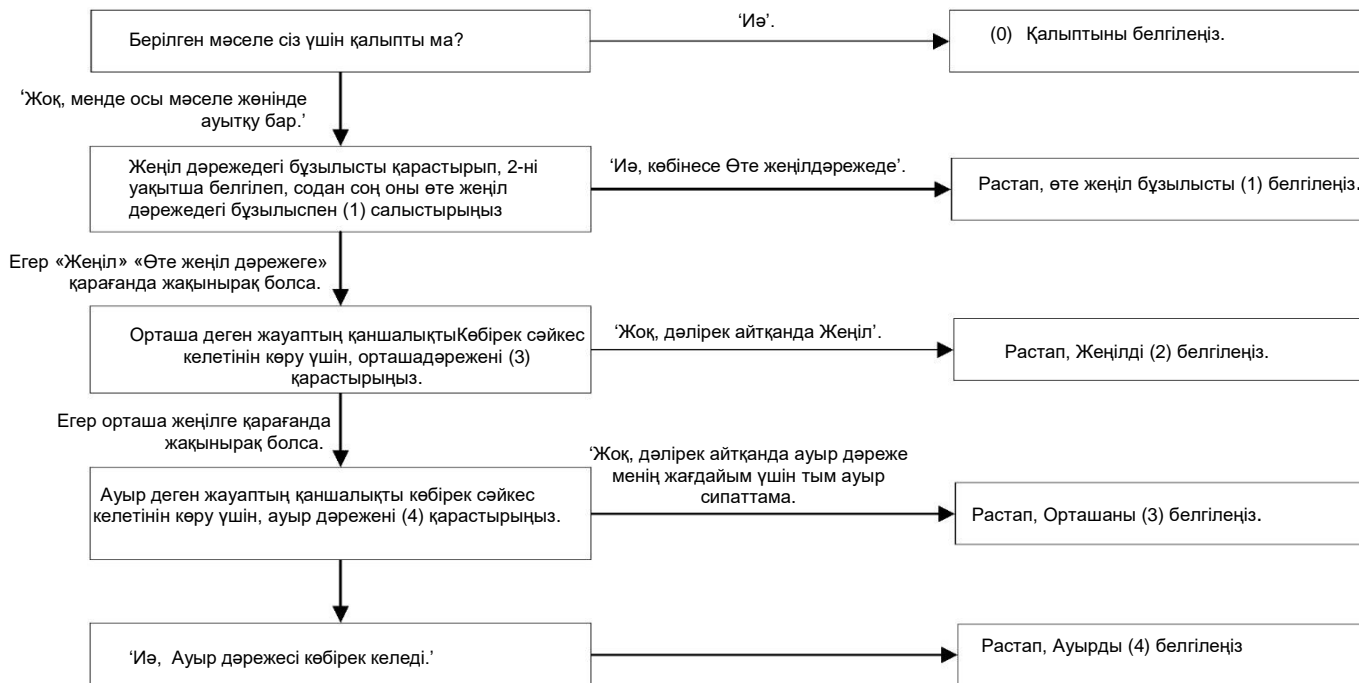 Берілген мәселе сіз үшін қалыпты ма?
‘Иә’.
(0) Қалыптыны белгілеңіз.
‘Жоқ, менде осы мәселе жөнінде
ауытқу бар.’
Жеңіл дәрежедегі бұзылысты қарастырып, 2-ні
уақытша белгілеп, содан соң оны өте жеңіл
дәрежедегі бұзылыспен (1) салыстырыңыз
‘Иә, көбінесе Өте жеңілдәрежеде’.
Растап, өте жеңіл бұзылысты (1) белгілеңіз.
Егер «Жеңіл» «Өте жеңіл дәрежеге»
қарағанда жақынырақ болса.
Орташа деген жауаптың қаншалықтыКөбірек сәйкес
келетінін көру үшін, орташадәрежені (3)
қарастырыңыз.
‘Жоқ, дәлірек айтқанда Жеңіл’.
Растап, Жеңілді (2) белгілеңіз.
Егер орташа жеңілге қарағанда
жақынырақ болса.
Ауыр деген жауаптың қаншалықты көбірек сәйкес
келетінін көру үшін, ауыр дәрежені (4) қарастырыңыз.
‘Жоқ, дәлірек айтқанда ауыр дәреже
менің жағдайым үшін тым ауыр
сипаттама.
Растап, Орташаны (3) белгілеңіз.
‘Иә, Ауыр дәрежесі көбірек келеді.’
Растап, Ауырды (4) белгілеңіз